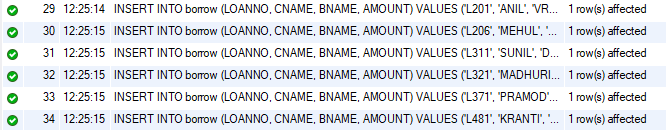 29 12:25:14 INSERT INTO borrow (LOANNO, CNAME, BNAME, AMOUNT) VALUES ('L201', 'ANIL', 'VR... 1 row(s) affected
30 12:25:15 INSERT INTO borrow (LOANNO, CNAME, BNAME, AMOUNT) VALUES ('L206', 'MEHUL', '... 1 row(s) affected
31 12:25:15 INSERT INTO borrow (LOANNO, CNAME, BNAME, AMOUNT) VALUES ('L311', 'SUNIL', 'D... 1 row(s) affected
32 12:25:15 INSERT INTO borrow (LOANNO, CNAME, BNAME, AMOUNT) VALUES ('L321', 'MADHURI... 1 row(s) affected
33 12:25:15 INSERT INTO borrow (LOANNO, CNAME, BNAME, AMOUNT) VALUES ('L371', 'PRAMOD'... 1 row(s) affected
34 12:25:15 INSERT INTO borrow (LOANNO, CNAME, BNAME, AMOUNT) VALUES ('L481', 'KRANTI', '... 1 row(s) affected